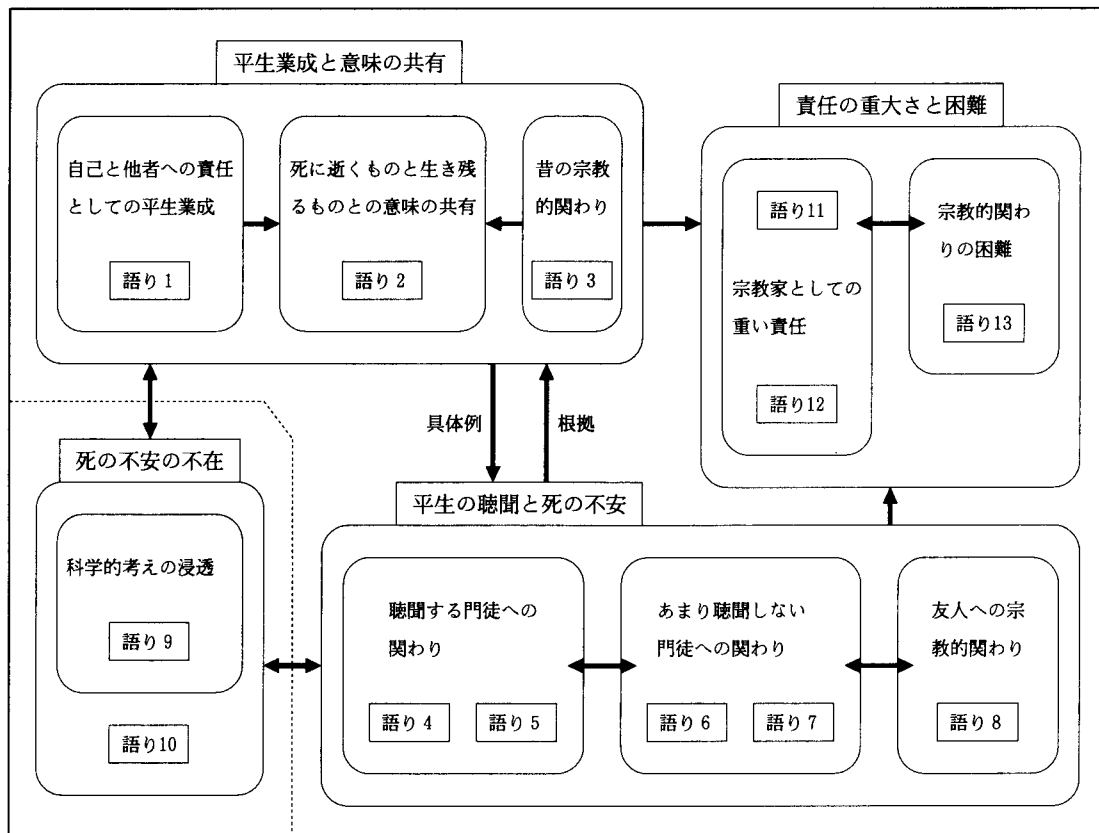 平生業成と意味の共有
自己と他者への責任
としての平生業成
語り1
死に逝くものと生き残
るものとの意味の共有
語り2
昔の宗教
的関わり
語り3
責任の重大さと困難
語り11
宗教家としての
重い責任
語り12
宗教的関わ
りの困難
語り13
具体例
根拠
死の不安の不在
科学的考えの浸透
語り9
語り10
平生の聴聞と死の不安
聴聞する門徒への
関わり
語り4
語り5
あまり聴聞しない
門徒への関わり
語り6
語り7
友人への宗
教的関わり
語り8